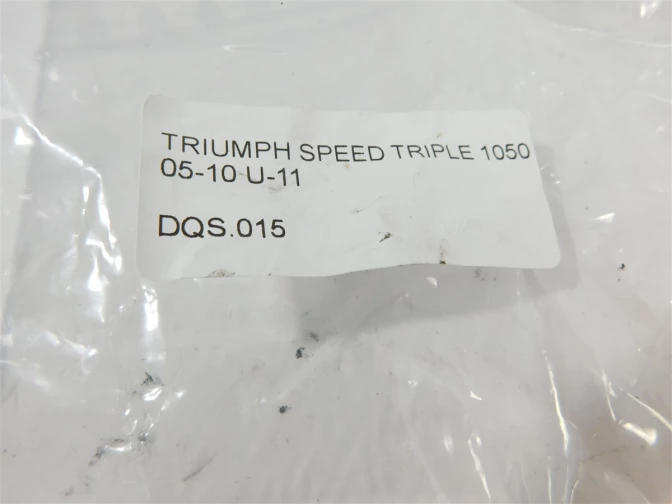 TRIUMPH SPEED TRIPLE 1050
05-10 U-11
DQS.015